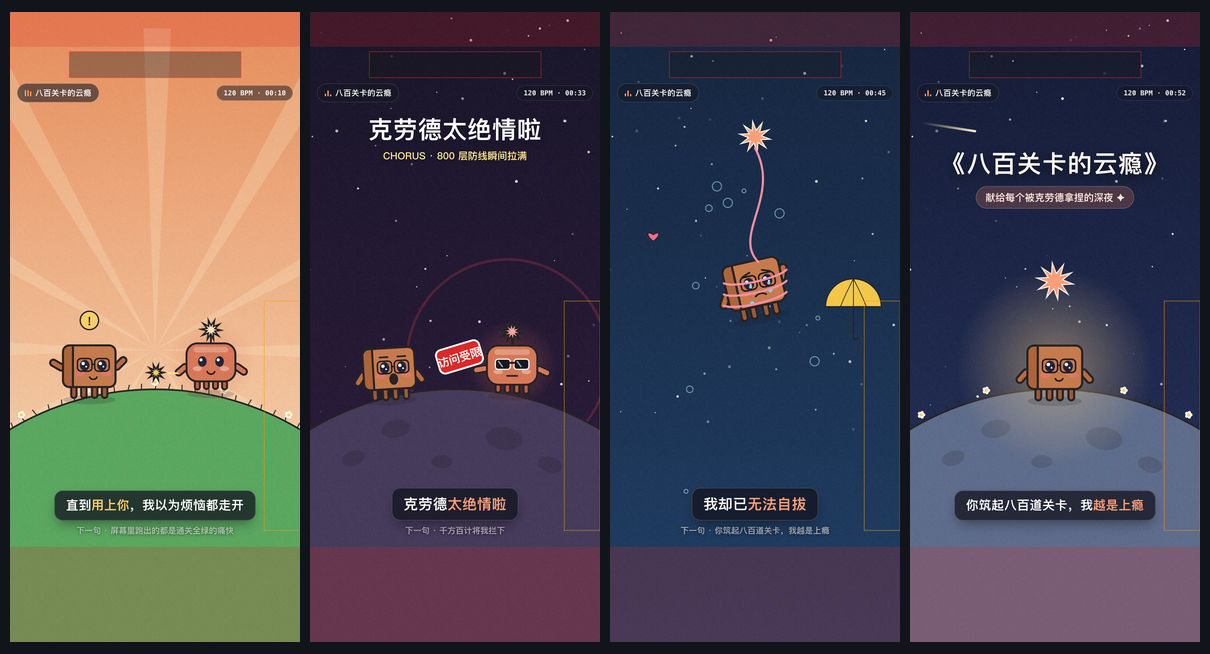 八百关卡的云瘾
120 BPM · 00:10
!
直到用上你，我以为烦恼都走开
下一句 · 屏幕里跑出的都是通关全绿的痛快
八百关卡的云瘾
120 BPM · 00:33
克劳德太绝情啦
CHORUS · 800 层防线瞬间拉满
访问受限
克劳德太绝情啦
下一句 · 千方百计将我拦下
八百关卡的云瘾
120 BPM · 00:45
我却已无法自拔
下一句 · 你筑起八百道关卡，我越是上瘾
八百关卡的云瘾
120 BPM · 00:52
《八百关卡的云瘾》
献给每个被克劳德拿捏的深夜 ✦
你筑起八百道关卡，我越是上瘾